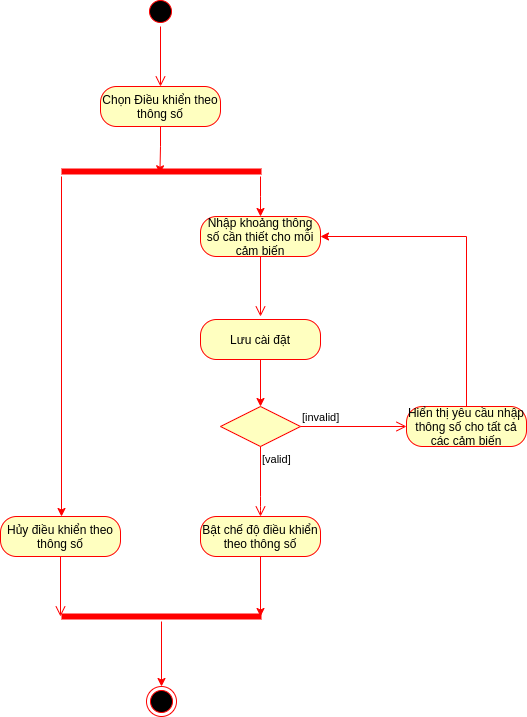 Chọn Điều khiển theo
thông số
Nhập khoảng thông
số cần thiết cho mỗi
cảm biến
Lưu cài đặt
[invalid]
Hiển thị yêu cầu nhập
thông số cho tất cả
các cảm biến
[valid]
Hủy điều khiển theo
thông số
Bật chế độ điều khiển
theo thông số